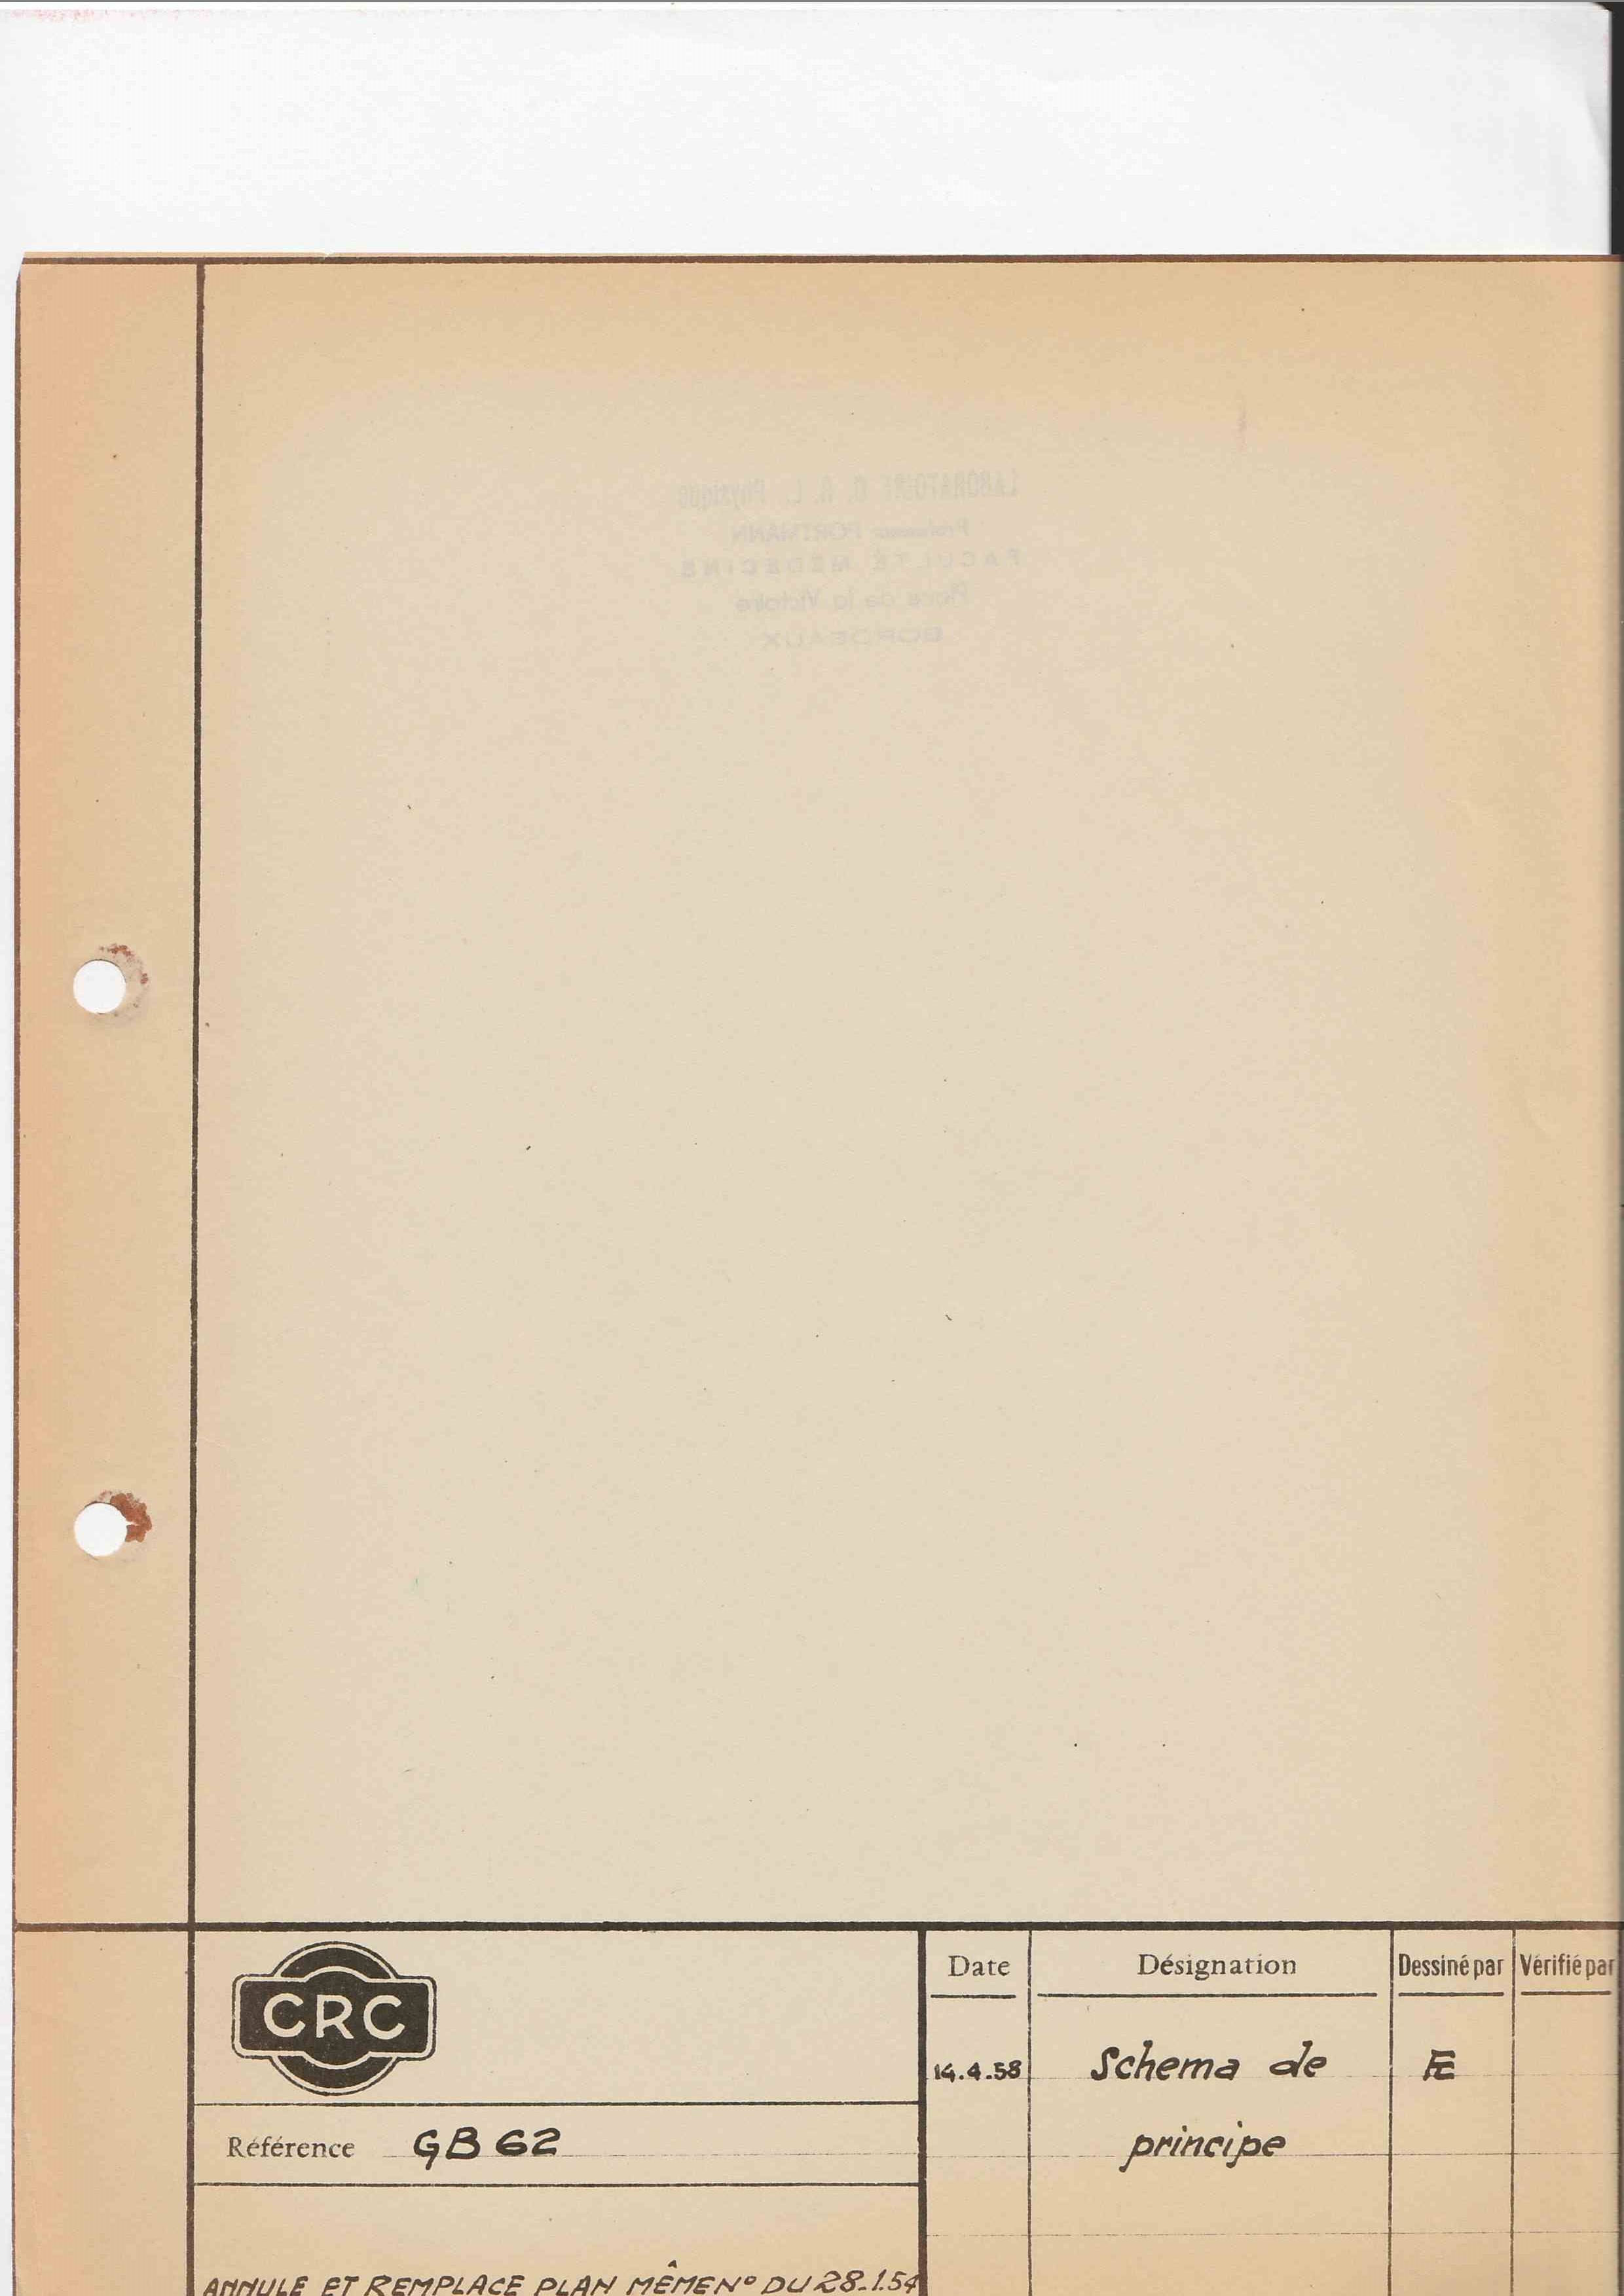 LABORATOIRE O. R. L. Physique
Professeur PORTMANN
FACULTÉ MÉDECINE
Place de la Victoire
BORDEAUX
CRC
Référence GB 62
Date Désignation Dessiné par Vérifié par
14.4.58 Schema de
principe
ANNULE ET REMPLACE PLAN MÊME N° DU 28.1.54